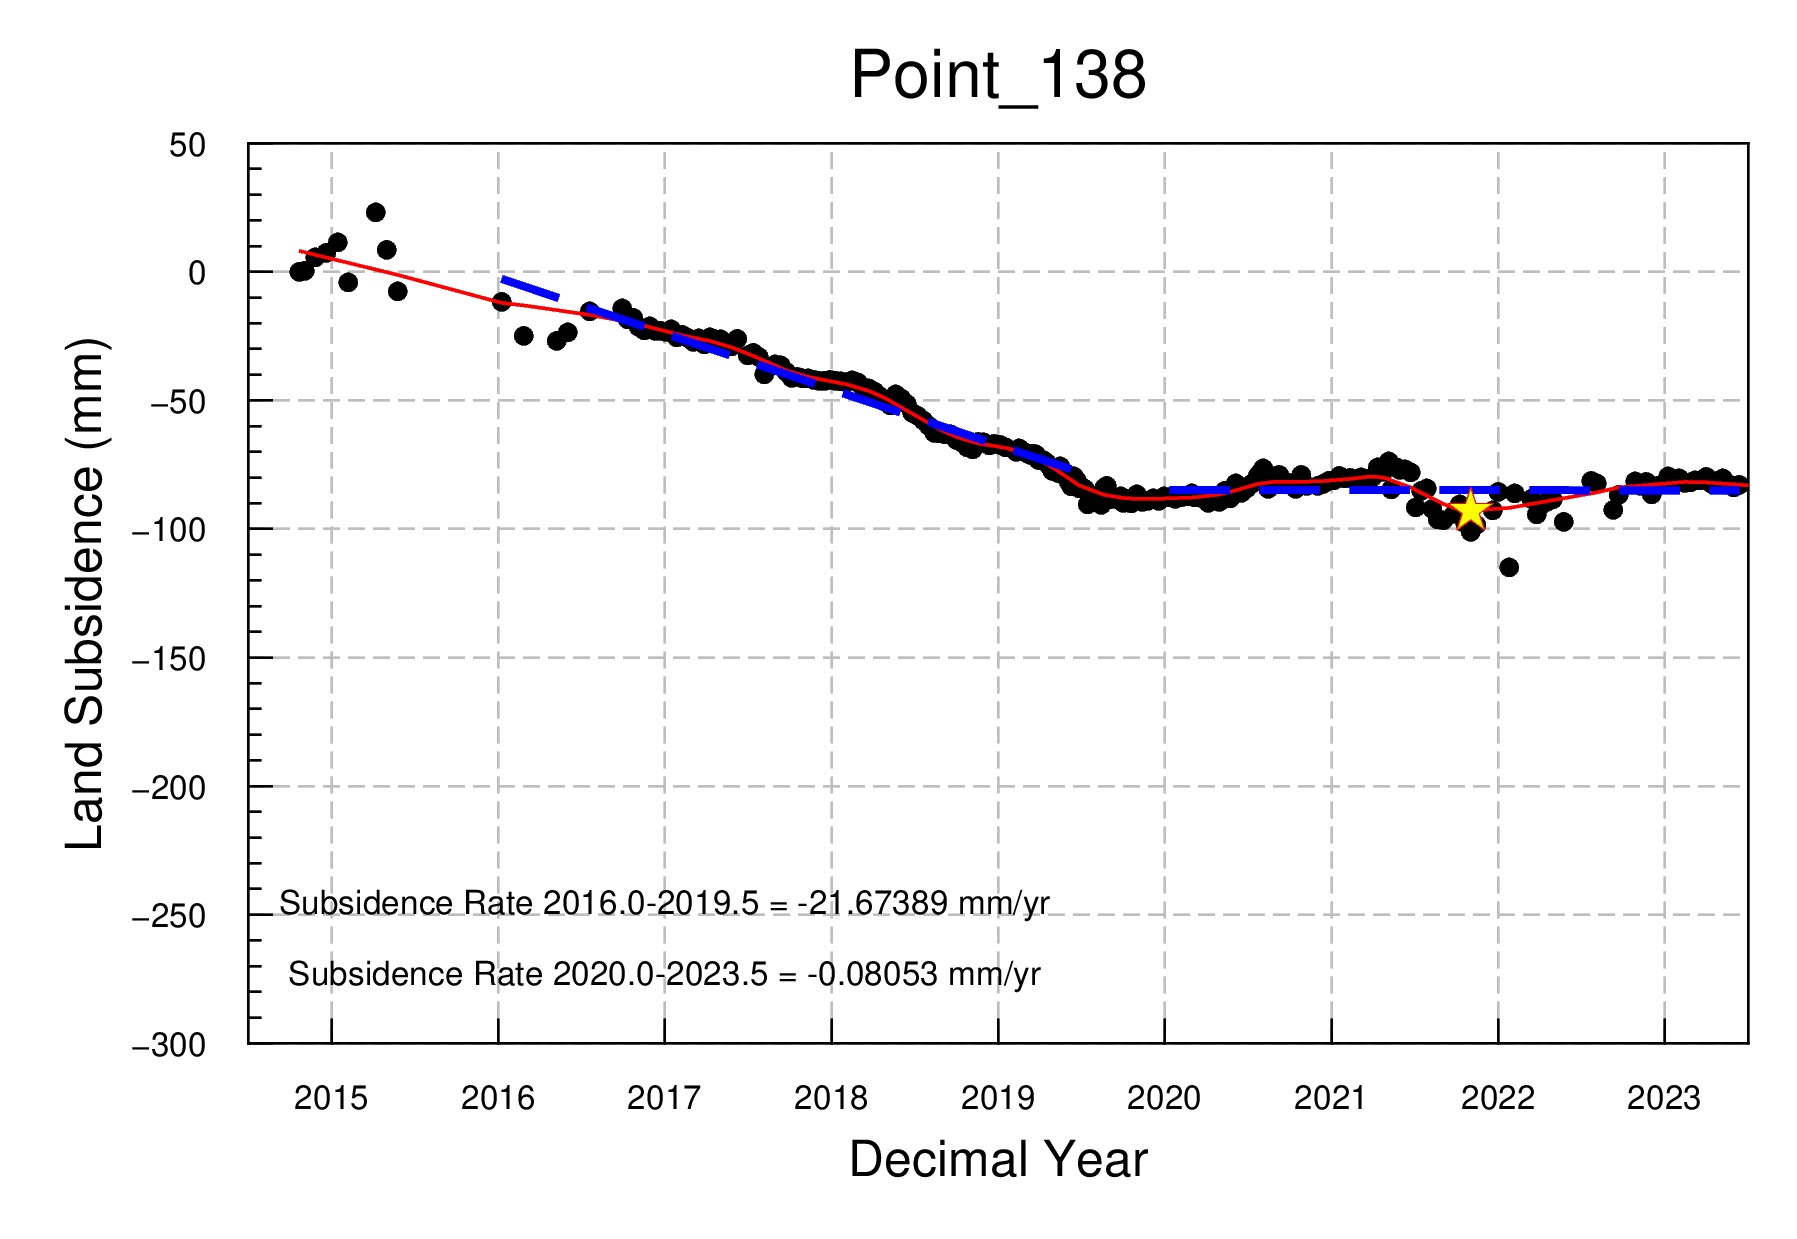 Point_138
50
0
−50
−100
−150
−200
−250
−300
Land Subsidence (mm)
Subsidence Rate 2016.0-2019.5 = -21.67389 mm/yr
Subsidence Rate 2020.0-2023.5 = -0.08053 mm/yr
2015 2016 2017 2018 2019 2020 2021 2022 2023
Decimal Year